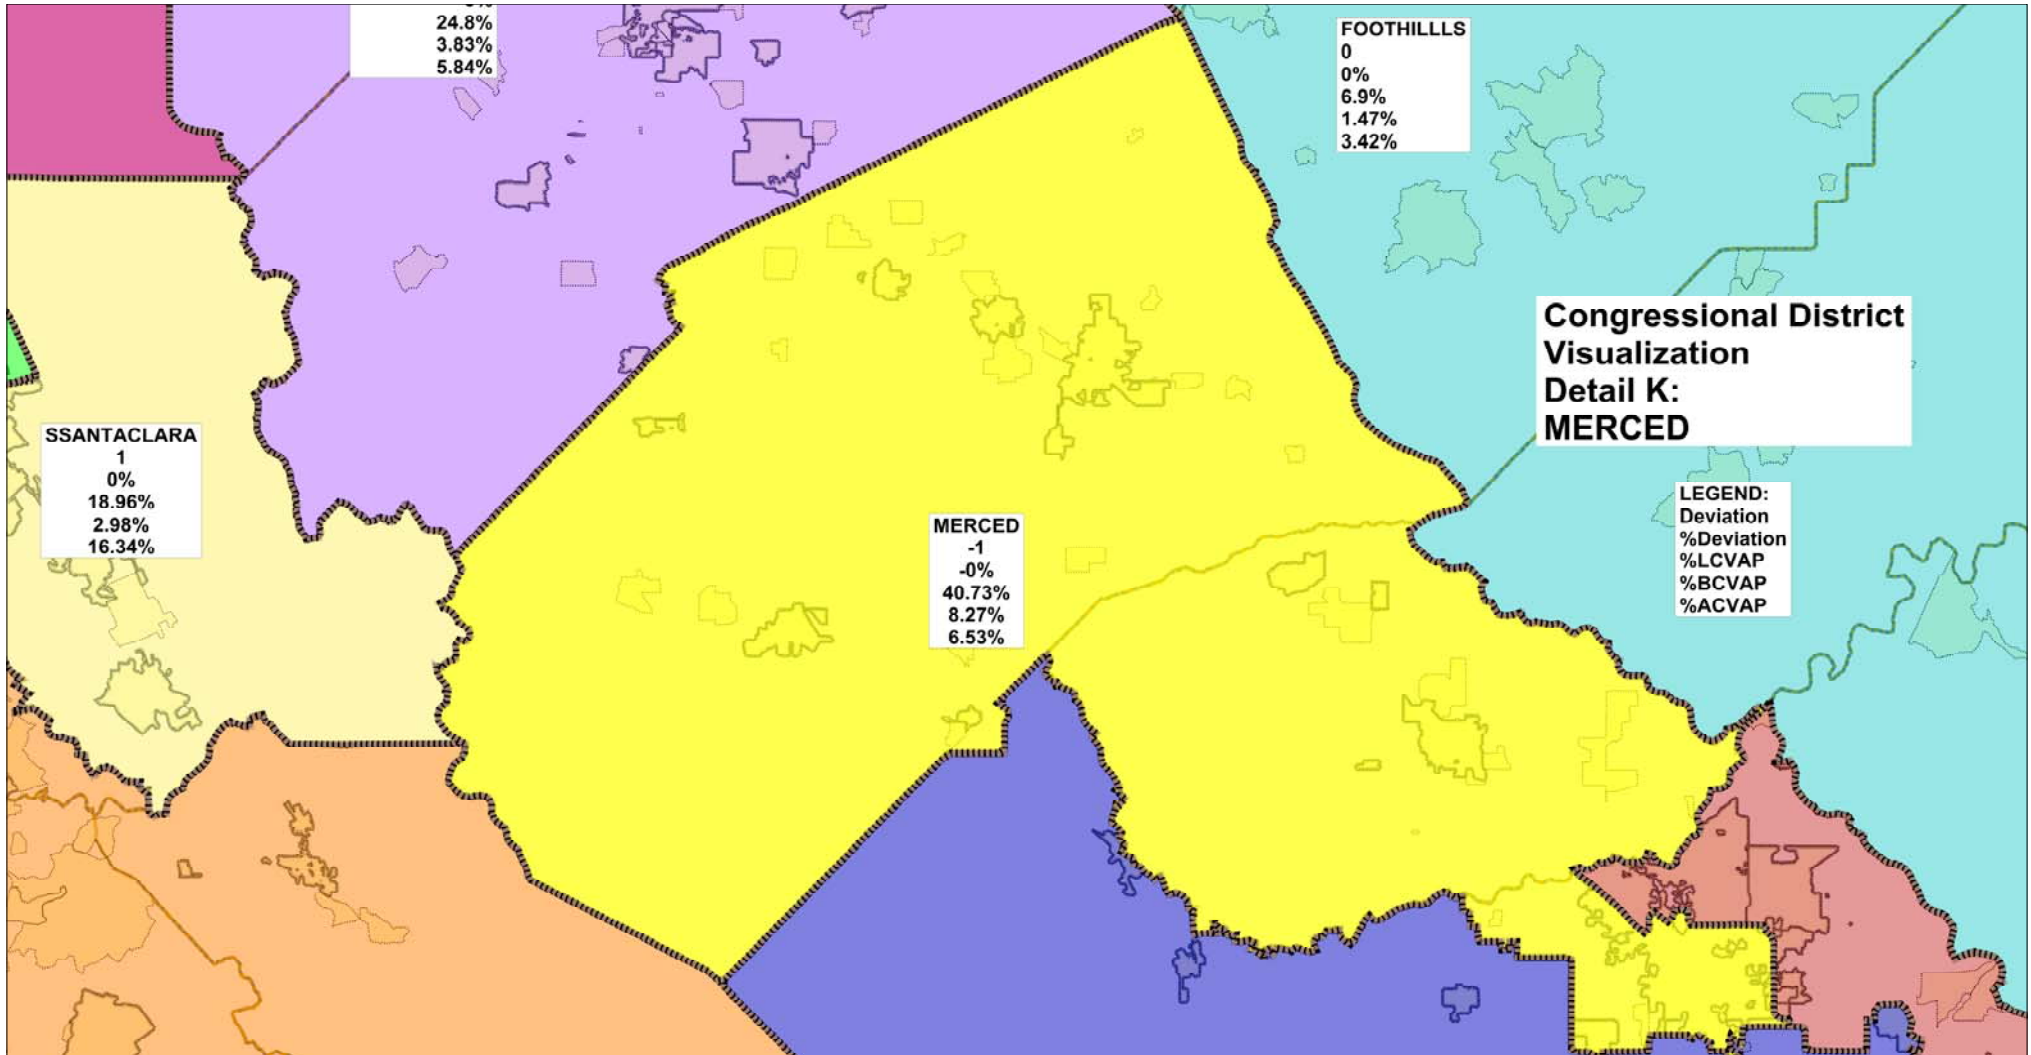 24.8%
3.83%
5.84%
FOOTHILLLS
0
0%
6.9%
1.47%
3.42%
Congressional District
Visualization
Detail K:
MERCED
SSANTACLARA
1
0%
18.96%
2.98%
16.34%
LEGEND:
Deviation
%Deviation
%LCVAP
%BCVAP
%ACVAP
MERCED
-1
-0%
40.73%
8.27%
6.53%